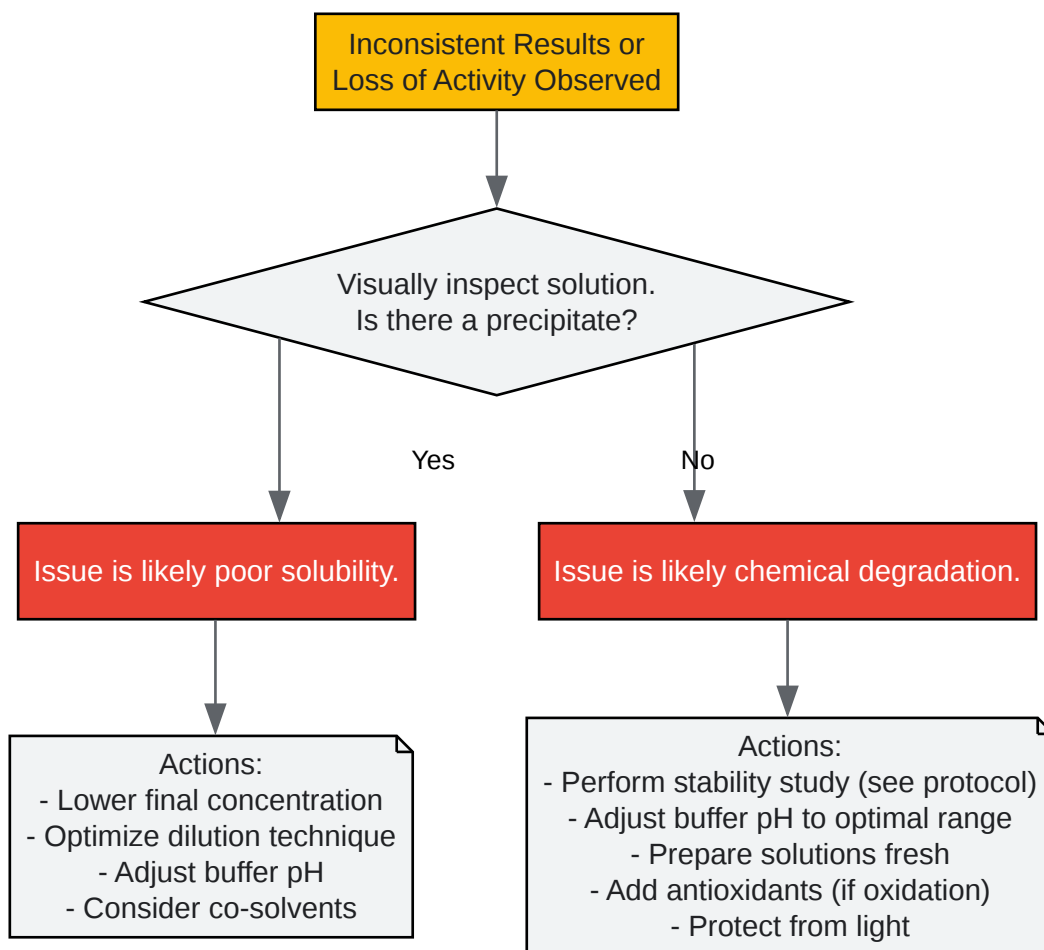 Inconsistent Results or
Loss of Activity Observed
Visually inspect solution.
Is there a precipitate?
Yes
No
Issue is likely poor solubility.
Issue is likely chemical degradation.
Actions:
- Lower final concentration
- Optimize dilution technique
- Adjust buffer pH
- Consider co-solvents
Actions:
- Perform stability study (see protocol)
- Adjust buffer pH to optimal range
- Prepare solutions fresh
- Add antioxidants (if oxidation)
- Protect from light